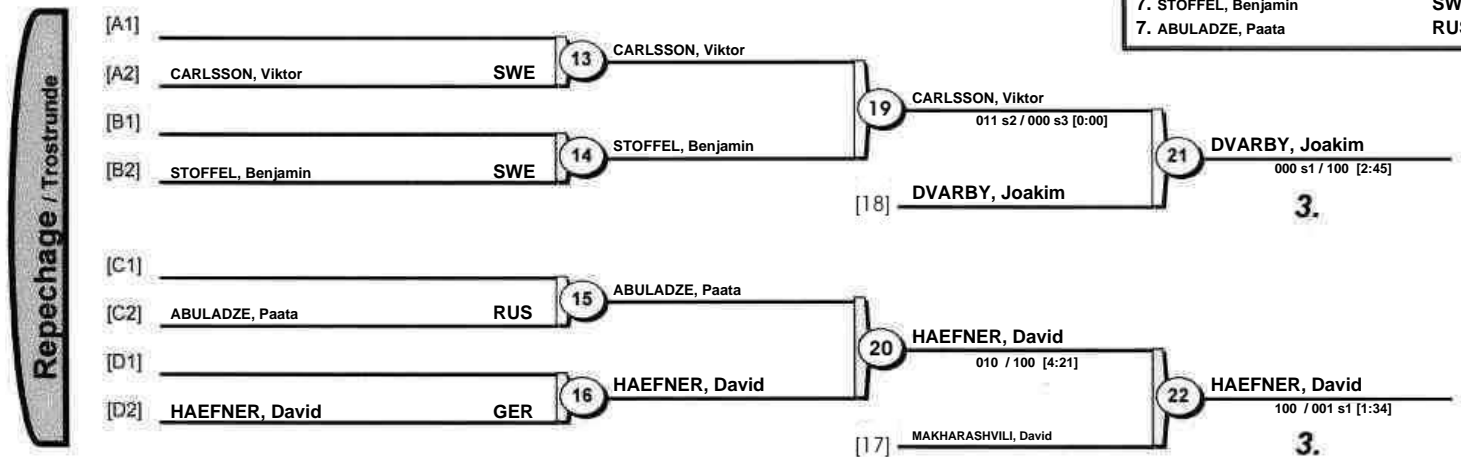 7. STOFFEL, Benjamin
7. ABULADZE, Paata RUS
Repechage / Trostrunde
[A1]
[A2] CARLSSON, Viktor SWE
[B1]
[B2] STOFFEL, Benjamin SWE
13 CARLSSON, Viktor
14 STOFFEL, Benjamin
19 CARLSSON, Viktor
011 s2 / 000 s3 [0:00]
[18] DVARBY, Joakim
21 DVARBY, Joakim
000 s1 / 100 [2:45]
3.
[C1]
[C2] ABULADZE, Paata RUS
[D1]
[D2] HAEFNER, David GER
15 ABULADZE, Paata
16 HAEFNER, David
20 HAEFNER, David
010 / 100 [4:21]
[17] MAKHARASHVILI, David
22 HAEFNER, David
100 / 001 s1 [1:34]
3.